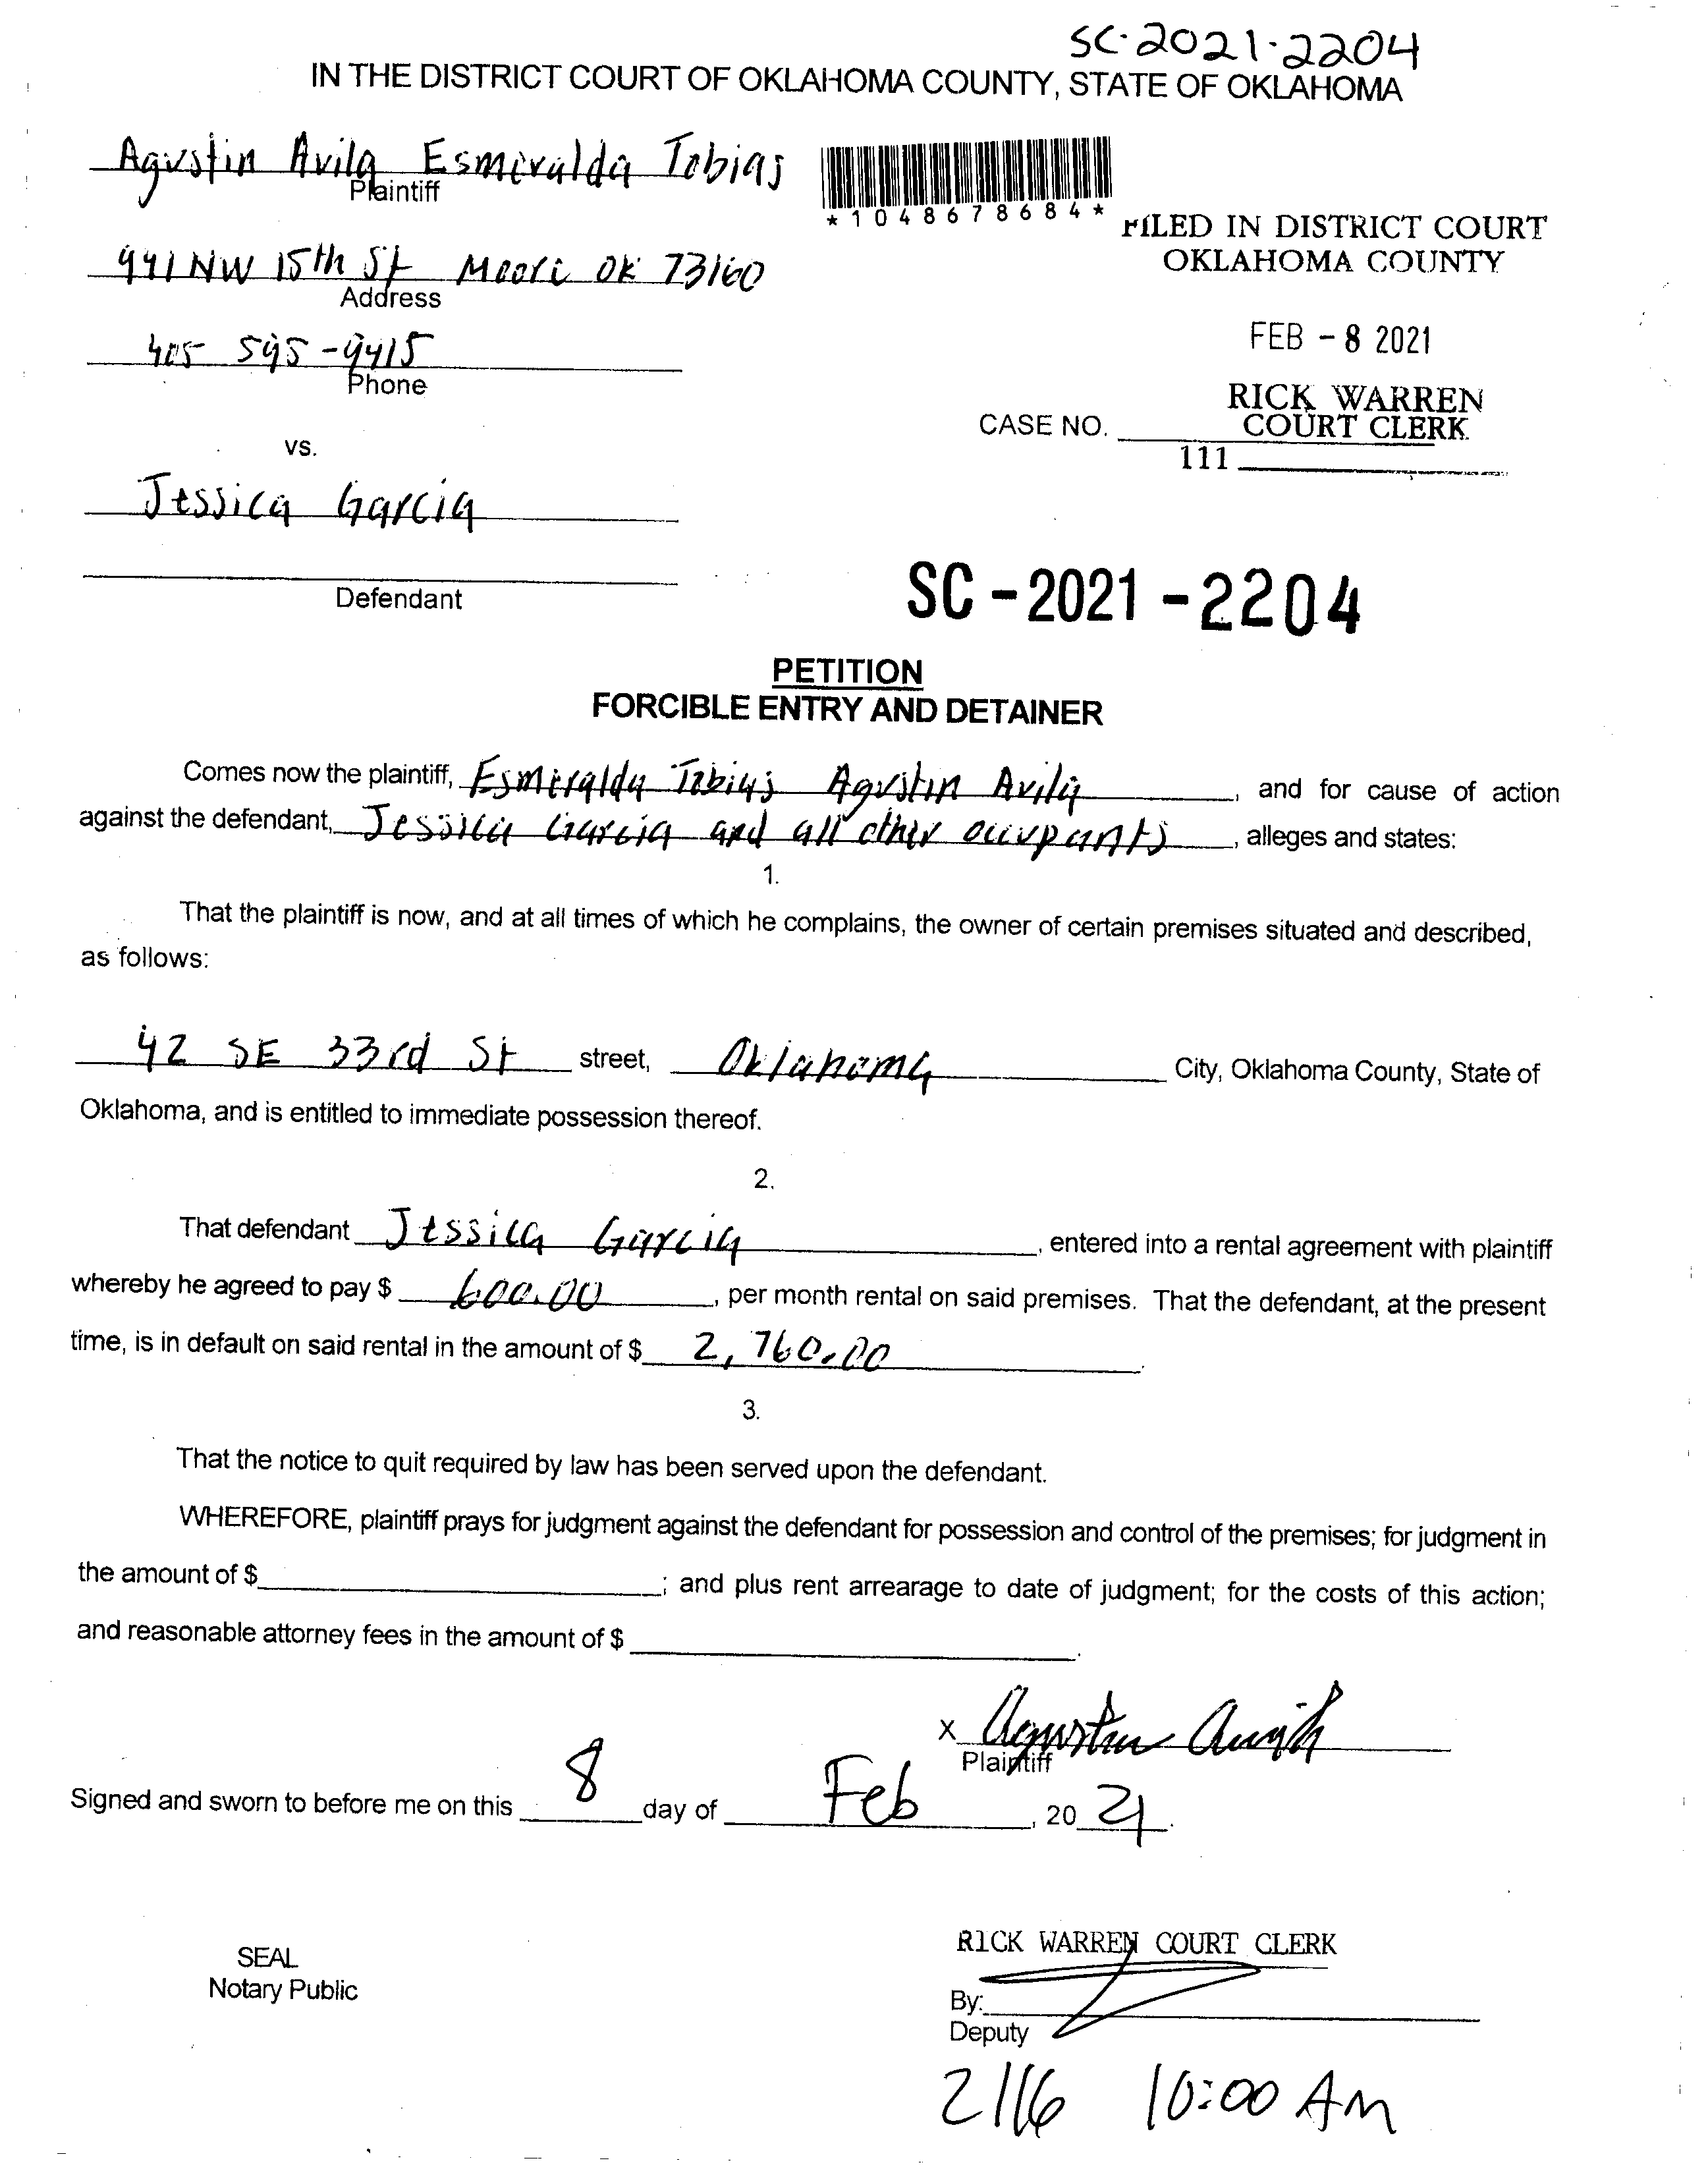 SC-2021-2204
IN THE DISTRICT COURT OF OKLAHOMA COUNTY, STATE OF OKLAHOMA
Agustin Avila Esmeralda Tobias
Plaintiff
*1048678684*
FILED IN DISTRICT COURT
OKLAHOMA COUNTY
941 NW 15th St Moore OK 73160
Address
FEB - 8 2021
405 595-9415
Phone
RICK WARREN
COURT CLERK
CASE NO.
111
vs.
Jessica Garcia
Defendant
SC - 2021 - 2204
PETITION
FORCIBLE ENTRY AND DETAINER
Comes now the plaintiff, Esmeralda Tobias Agustin Avila, and for cause of action
against the defendant, Jessica Garcia and all other occupants, alleges and states:
1.
That the plaintiff is now, and at all times of which he complains, the owner of certain premises situated and described,
as follows:
42 SE 33rd St street, Oklahoma City, Oklahoma County, State of
Oklahoma, and is entitled to immediate possession thereof.
2.
That defendant Jessica Garcia, entered into a rental agreement with plaintiff
whereby he agreed to pay $ 600.00, per month rental on said premises. That the defendant, at the present
time, is in default on said rental in the amount of $ 2,760.00.
3.
That the notice to quit required by law has been served upon the defendant.
WHEREFORE, plaintiff prays for judgment against the defendant for possession and control of the premises; for judgment in
the amount of $ ; and plus rent arrearage to date of judgment; for the costs of this action;
and reasonable attorney fees in the amount of $ .
X Agustin Avila
Plaintiff
Signed and sworn to before me on this 8 day of Feb, 20 21.
RICK WARREN COURT CLERK
SEAL
Notary Public
By:
Deputy
2/16 10:00 AM